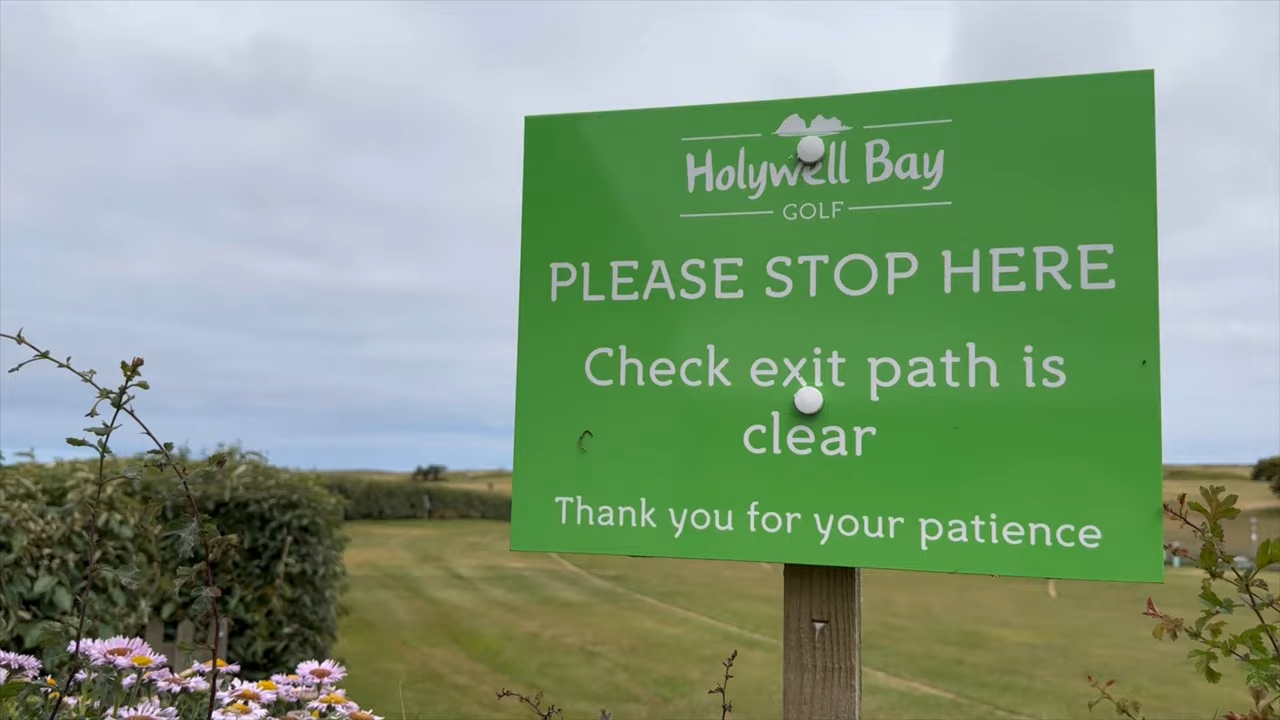 Holywell Bay
GOLF
PLEASE STOP HERE
Check exit path is
clear
Thank you for your patience